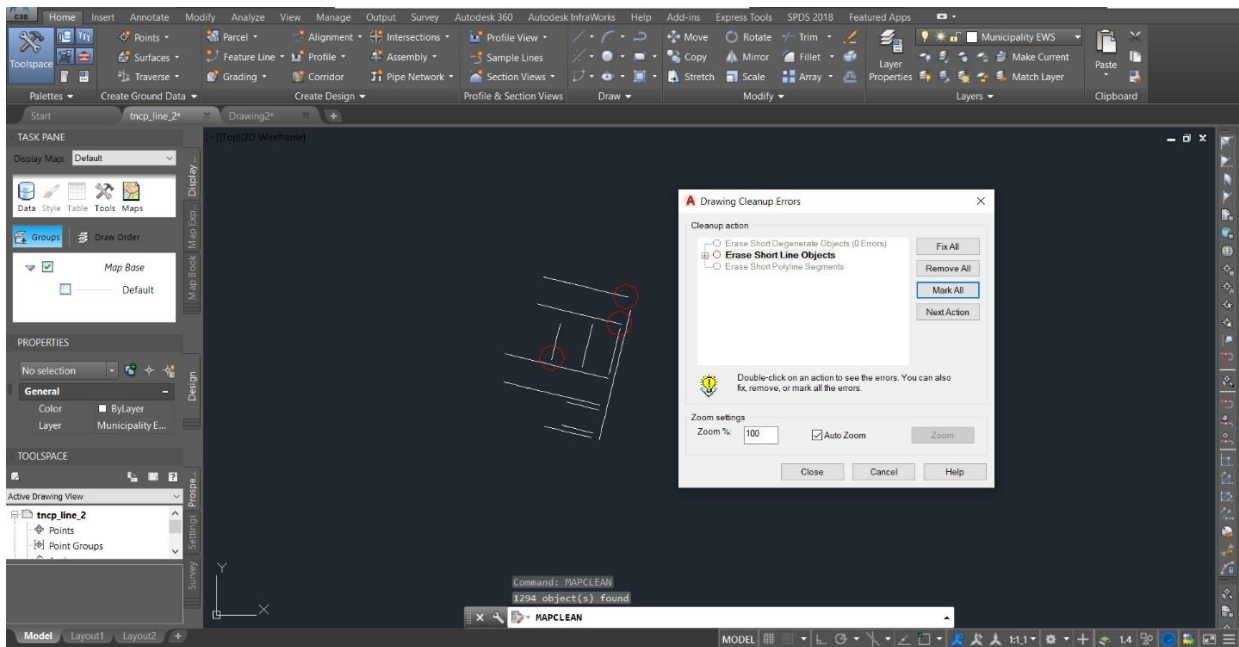 C3D Home Insert Annotate Modify Analyze View Manage Output Survey Autodesk 360 Autodesk InfraWorks Help Add-ins Express Tools SPDS 2018 Featured Apps
Toolspace
Points
Surfaces
Traverse
Parcel Alignment Intersections
Feature Line Profile Assembly
Grading Corridor Pipe Network
Profile View
Sample Lines
Section Views
Move Rotate Trim
Copy Mirror Fillet
Stretch Scale Array
Layer Properties
Municipality EWS
Make Current
Match Layer
Paste
Palettes Create Ground Data Create Design Profile & Section Views Draw Modify Layers Clipboard
Start tncp_line_2* Drawing2*
TASK PANE
Display Map: Default
Data Style Table Tools Maps
Groups Draw Order
Map Base
Default
Display...
Map Exp...
Map Book
PROPERTIES
No selection
General
Color ByLayer
Layer Municipality E...
Design
TOOLSPACE
Active Drawing View
tncp_line_2
Points
Point Groups
Prospe...
Settings
Survey
[−][Top][2D Wireframe]
Drawing Cleanup Errors
Cleanup action
Erase Short Degenerate Objects (0 Errors)
Erase Short Line Objects
Erase Short Polyline Segments
Fix All
Remove All
Mark All
Next Action
Double-click on an action to see the errors. You can also
fix, remove, or mark all the errors.
Zoom settings
Zoom %: 100 Auto Zoom Zoom
Close Cancel Help
Y
X
Command: MAPCLEAN
1294 object(s) found
MAPCLEAN
Model Layout1 Layout2 +
MODEL 1:1,1 1.4